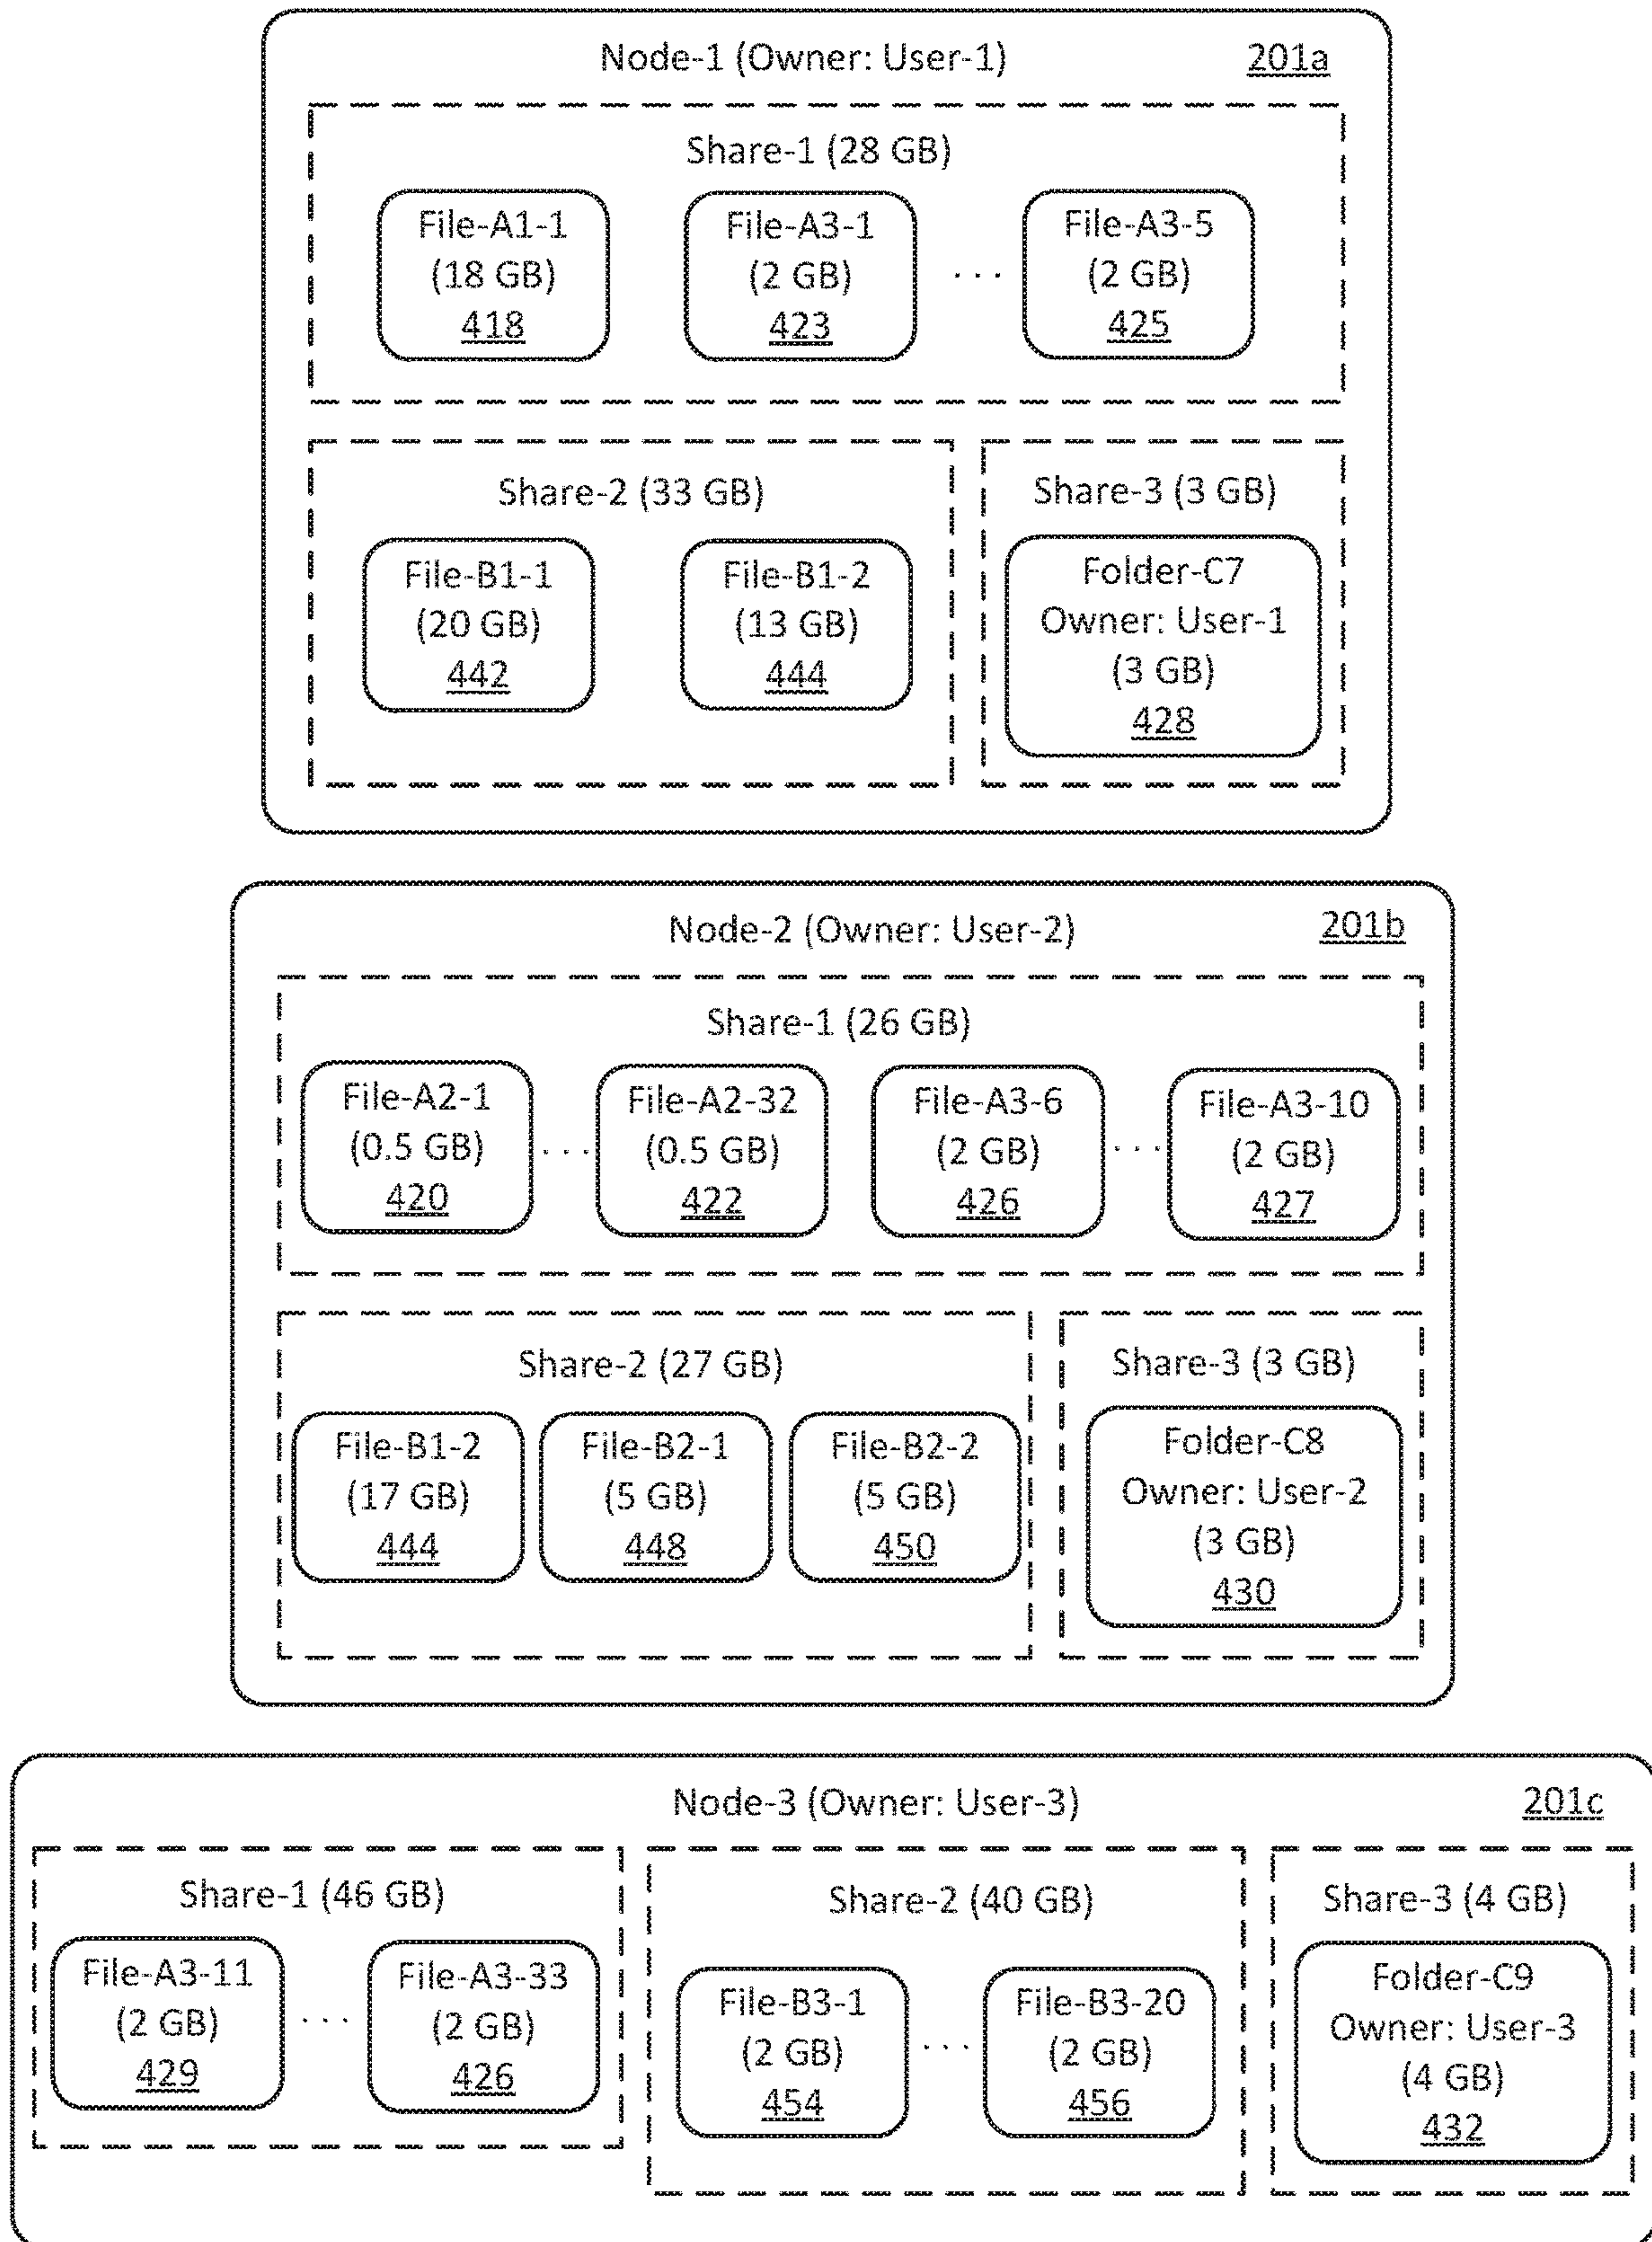 Node-1 (Owner: User-1)
201a
Share-1 (28 GB)
File-A1-1
(18 GB)
418
File-A3-1
(2 GB)
423
. . .
File-A3-5
(2 GB)
425
Share-2 (33 GB)
File-B1-1
(20 GB)
442
File-B1-2
(13 GB)
444
Share-3 (3 GB)
Folder-C7
Owner: User-1
(3 GB)
428
Node-2 (Owner: User-2)
201b
Share-1 (26 GB)
File-A2-1
(0.5 GB)
420
. . .
File-A2-32
(0.5 GB)
422
File-A3-6
(2 GB)
426
. . .
File-A3-10
(2 GB)
427
Share-2 (27 GB)
File-B1-2
(17 GB)
444
File-B2-1
(5 GB)
448
File-B2-2
(5 GB)
450
Share-3 (3 GB)
Folder-C8
Owner: User-2
(3 GB)
430
Node-3 (Owner: User-3)
201c
Share-1 (46 GB)
File-A3-11
(2 GB)
429
. . .
File-A3-33
(2 GB)
426
Share-2 (40 GB)
File-B3-1
(2 GB)
454
. . .
File-B3-20
(2 GB)
456
Share-3 (4 GB)
Folder-C9
Owner: User-3
(4 GB)
432